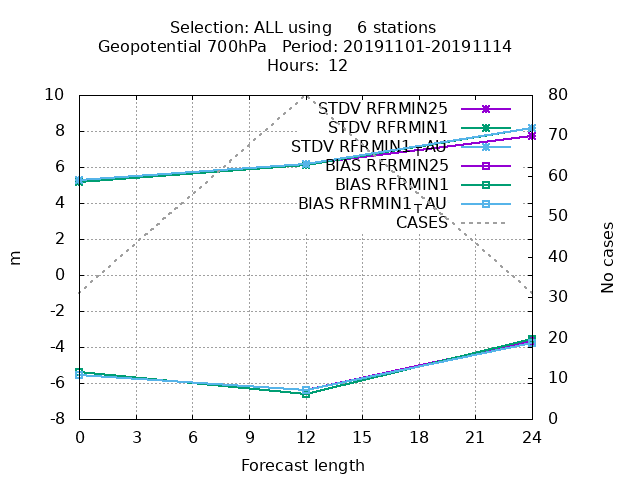 Selection: ALL using     6 stations
Geopotential 700hPa   Period: 20191101-20191114
Hours:  12
10
8
6
4
2
0
-2
-4
-6
-8
m
80
70
60
50
40
30
20
10
0
No cases
STDV RFRMIN25
STDV RFRMIN1
STDV RFRMIN1_AU
BIAS RFRMIN25
BIAS RFRMIN1
BIAS RFRMIN1_AU
CASES
0 3 6 9 12 15 18 21 24
Forecast length